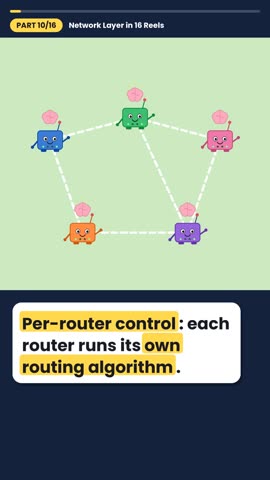 PART 10/16 Network Layer in 16 Reels
Per-router control: each
router runs its own
routing algorithm.